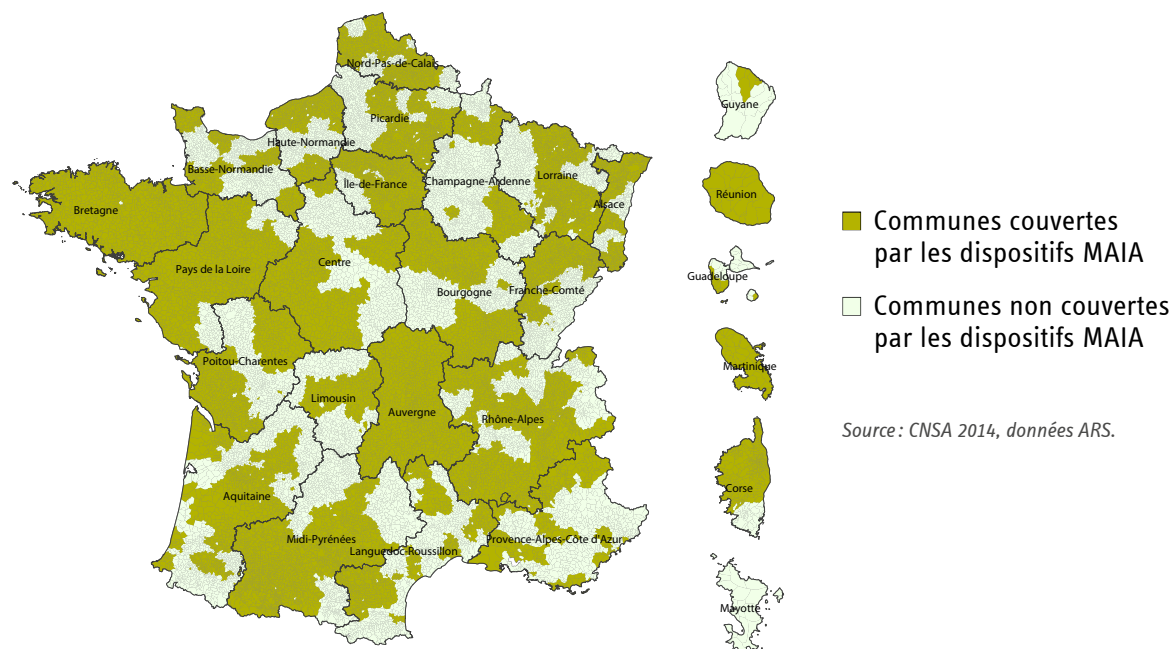 Nord-Pas-de-Calais
Picardie
Haute-Normandie
Basse-Normandie
Île-de-France
Champagne-Ardenne
Lorraine
Alsace
Bretagne
Pays de la Loire
Centre
Bourgogne
Franche-Comté
Poitou-Charentes
Limousin
Auvergne
Rhône-Alpes
Aquitaine
Midi-Pyrénées
Languedoc-Roussillon
Provence-Alpes-Côte d'Azur
Guyane
Réunion
Guadeloupe
Martinique
Corse
Mayotte
Communes couvertes
par les dispositifs MAIA
Communes non couvertes
par les dispositifs MAIA
Source : CNSA 2014, données ARS.